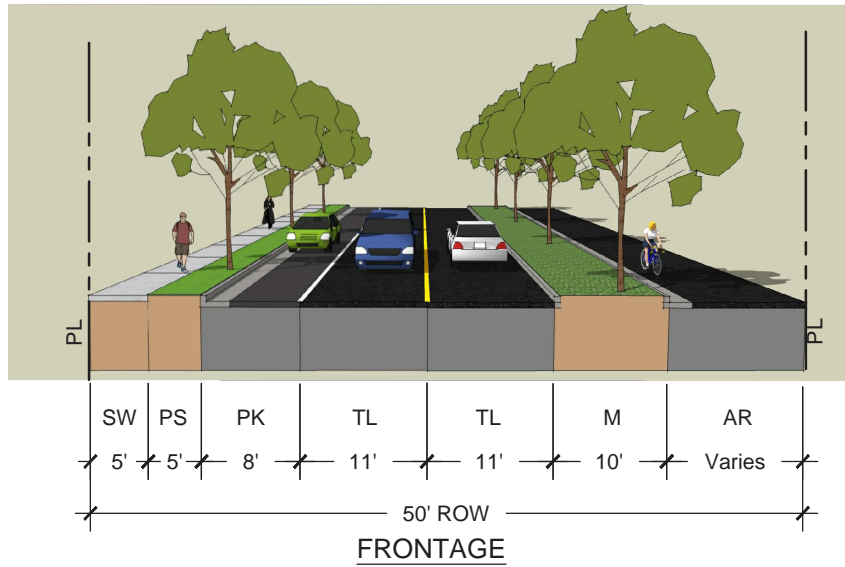 PL
PL
SW PS PK TL TL M AR
5' 5' 8' 11' 11' 10' Varies
50' ROW
FRONTAGE